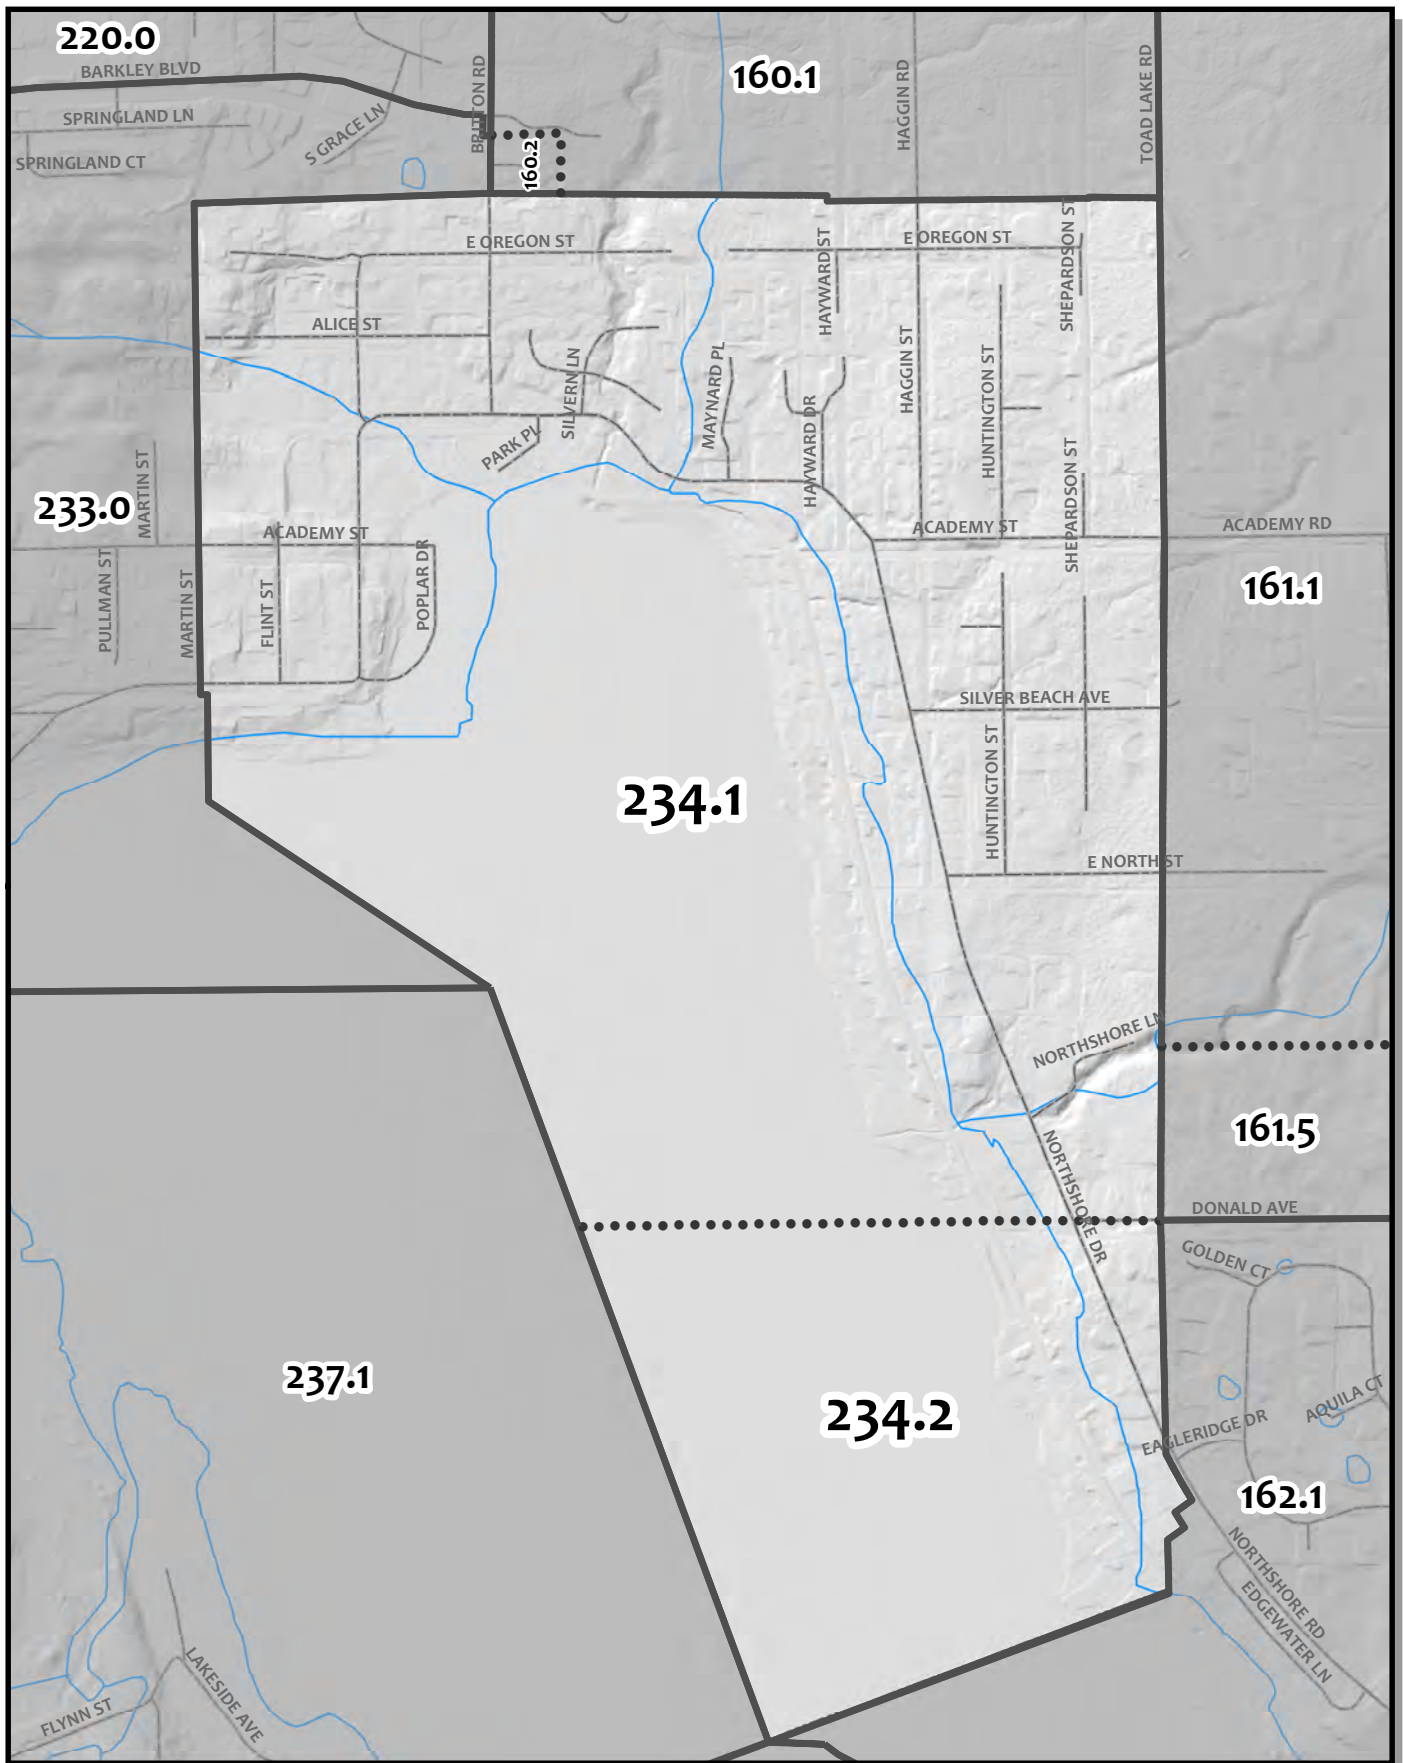 220.0
BARKLEY BLVD
SPRINGLAND LN
SPRINGLAND CT
S GRACE LN
BRITTON RD
160.2
160.1
HAGGIN RD
TOAD LAKE RD
E OREGON ST
E OREGON ST
HAYWARD ST
SHEPARDSON ST
ALICE ST
SILVERN LN
MAYNARD PL
HAYWARD DR
HAGGIN ST
HUNTINGTON ST
PARK PL
SHEPARDSON ST
233.0
MARTIN ST
PULLMAN ST
MARTIN ST
ACADEMY ST
FLINT ST
POPLAR DR
ACADEMY ST
ACADEMY RD
161.1
SILVER BEACH AVE
HUNTINGTON ST
234.1
E NORTH ST
NORTHSHORE LN
161.5
NORTHSHORE DR
DONALD AVE
GOLDEN CT
237.1
234.2
EAGLERIDGE DR
AQUILA CT
162.1
NORTHSHORE RD
EDGEWATER LN
LAKESIDE AVE
FLYNN ST